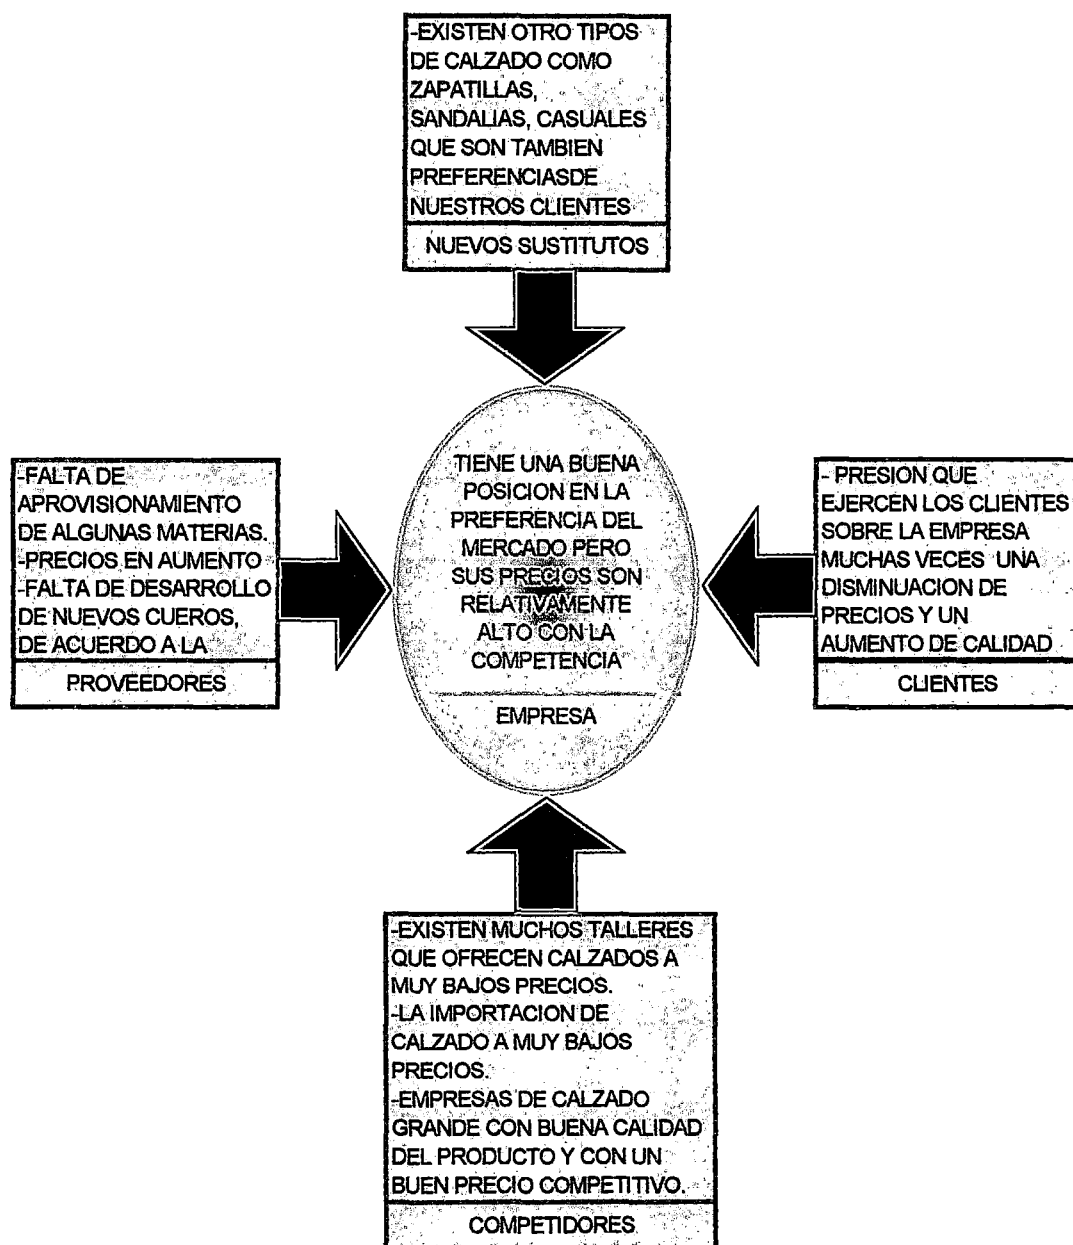 -EXISTEN OTRO TIPOS
DE CALZADO COMO
ZAPATILLAS,
SANDALIAS, CASUALES
QUE SON TAMBIEN
PREFERENCIASDE
NUESTROS CLIENTES
NUEVOS SUSTITUTOS
-FALTA DE
APROVISIONAMIENTO
DE ALGUNAS MATERIAS.
-PRECIOS EN AUMENTO
-FALTA DE DESARROLLO
DE NUEVOS CUEROS,
DE ACUERDO A LA
PROVEEDORES
TIENE UNA BUENA
POSICION EN LA
PREFERENCIA DEL
MERCADO PERO
SUS PRECIOS SON
RELATIVAMENTE
ALTO CON LA
COMPETENCIA
EMPRESA
- PRESION QUE
EJERCEN LOS CLIENTES
SOBRE LA EMPRESA
MUCHAS VECES UNA
DISMINUACION DE
PRECIOS Y UN
AUMENTO DE CALIDAD
CLIENTES
-EXISTEN MUCHOS TALLERES
QUE OFRECEN CALZADOS A
MUY BAJOS PRECIOS.
-LA IMPORTACION DE
CALZADO A MUY BAJOS
PRECIOS.
-EMPRESAS DE CALZADO
GRANDE CON BUENA CALIDAD
DEL PRODUCTO Y CON UN
BUEN PRECIO COMPETITIVO.
COMPETIDORES